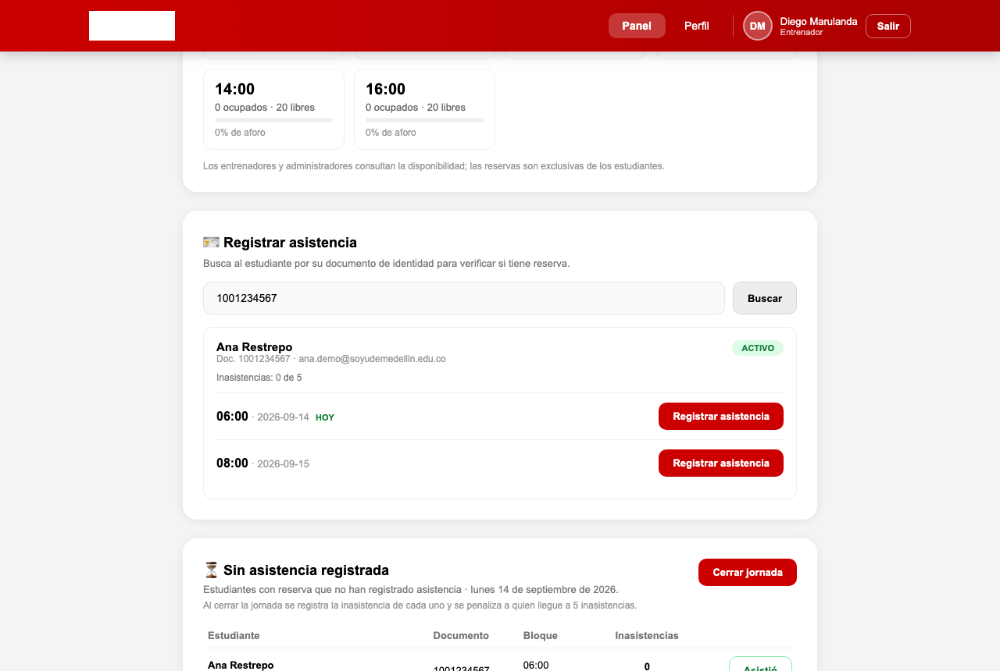 Panel
Perfil
DM
Diego Marulanda
Entrenador
Salir
14:00
0 ocupados · 20 libres
0% de aforo
16:00
0 ocupados · 20 libres
0% de aforo
Los entrenadores y administradores consultan la disponibilidad; las reservas son exclusivas de los estudiantes.
Registrar asistencia
Busca al estudiante por su documento de identidad para verificar si tiene reserva.
1001234567
Buscar
Ana Restrepo
ACTIVO
Doc. 1001234567 · ana.demo@soyudemedellin.edu.co
Inasistencias: 0 de 5
06:00 · 2026-09-14 HOY
Registrar asistencia
08:00 · 2026-09-15
Registrar asistencia
Sin asistencia registrada
Cerrar jornada
Estudiantes con reserva que no han registrado asistencia · lunes 14 de septiembre de 2026.
Al cerrar la jornada se registra la inasistencia de cada uno y se penaliza a quien llegue a 5 inasistencias.
Estudiante Documento Bloque Inasistencias
Ana Restrepo 1001234567 06:00 0 Asistió